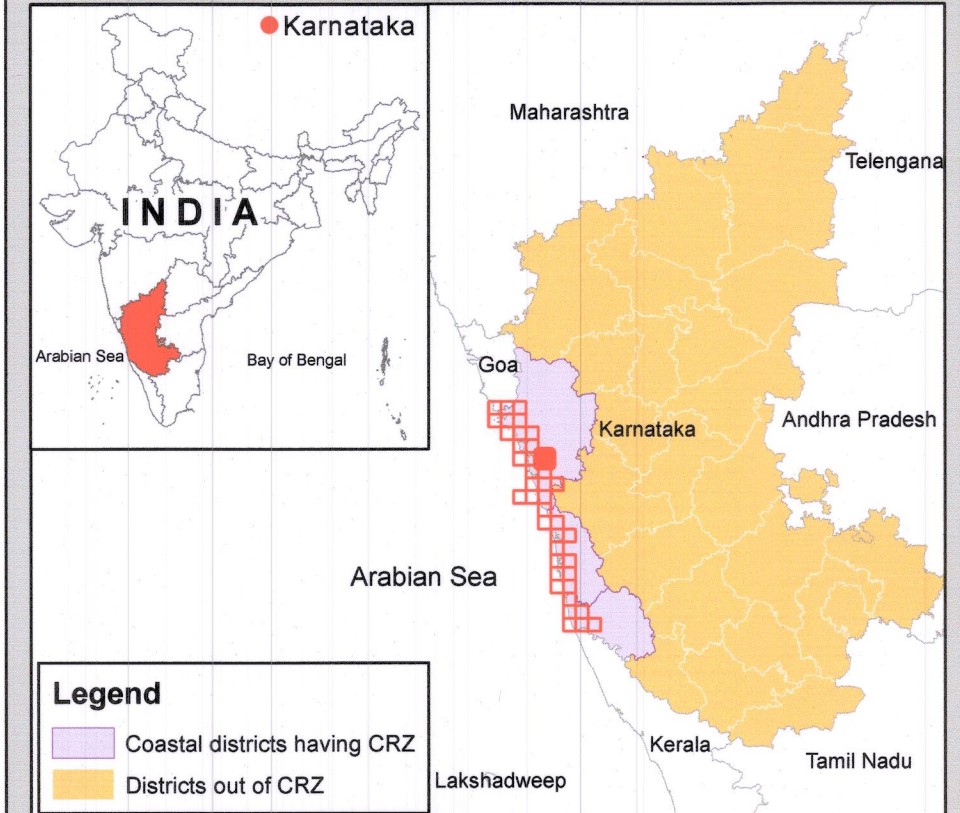 Karnataka
INDIA
Arabian Sea
Bay of Bengal
Maharashtra
Telengana
Goa
Karnataka
Andhra Pradesh
Arabian Sea
Kerala
Tamil Nadu
Lakshadweep
Legend
Coastal districts having CRZ
Districts out of CRZ